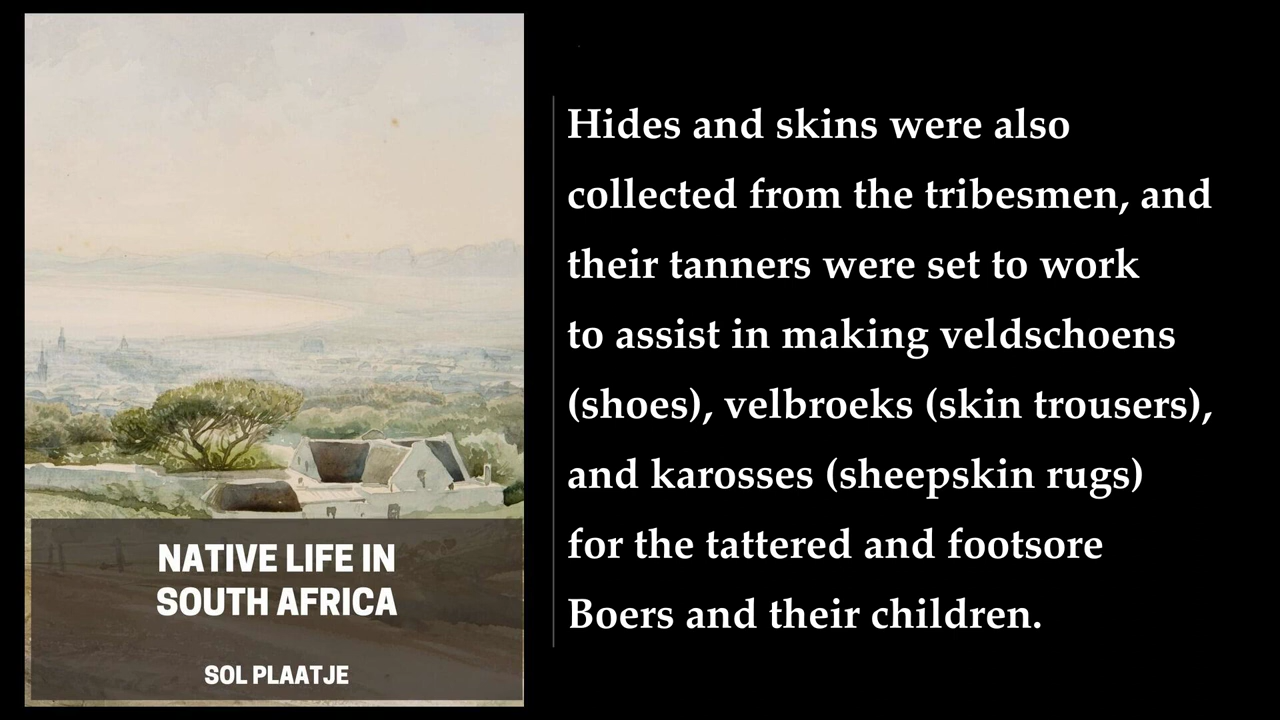 NATIVE LIFE IN
SOUTH AFRICA
SOL PLAATJE
Hides and skins were also
collected from the tribesmen, and
their tanners were set to work
to assist in making veldschoens
(shoes), velbroeks (skin trousers),
and karosses (sheepskin rugs)
for the tattered and footsore
Boers and their children.